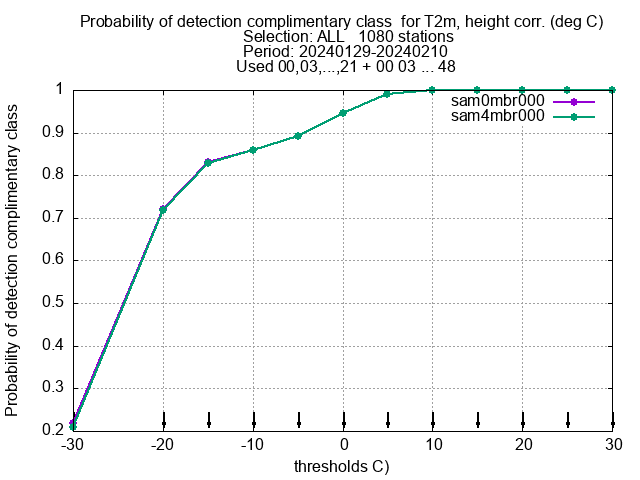 Probability of detection complimentary class for T2m, height corr. (deg C)
Selection: ALL 1080 stations
Period: 20240129-20240210
Used 00,03,...,21 + 00 03 ... 48
sam0mbr000
sam4mbr000
Probability of detection complimentary class
1
0.9
0.8
0.7
0.6
0.5
0.4
0.3
0.2
-30 -20 -10 0 10 20 30
thresholds C)